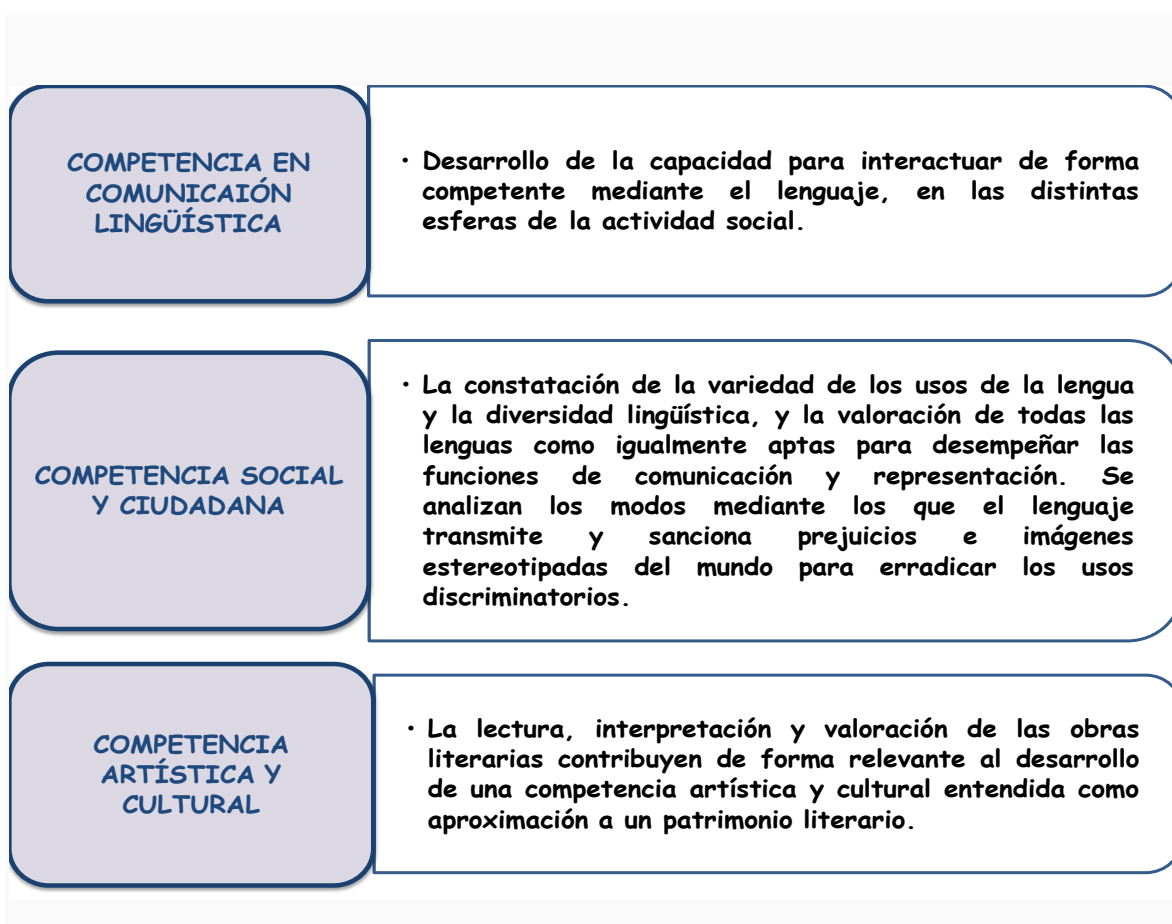 COMPETENCIA EN
COMUNICAIÓN
LINGÜÍSTICA
• Desarrollo de la capacidad para interactuar de forma
competente mediante el lenguaje, en las distintas
esferas de la actividad social.
COMPETENCIA SOCIAL
Y CIUDADANA
• La constatación de la variedad de los usos de la lengua
y la diversidad lingüística, y la valoración de todas las
lenguas como igualmente aptas para desempeñar las
funciones de comunicación y representación. Se
analizan los modos mediante los que el lenguaje
transmite y sanciona prejuicios e imágenes
estereotipadas del mundo para erradicar los usos
discriminatorios.
COMPETENCIA
ARTÍSTICA Y
CULTURAL
• La lectura, interpretación y valoración de las obras
literarias contribuyen de forma relevante al desarrollo
de una competencia artística y cultural entendida como
aproximación a un patrimonio literario.